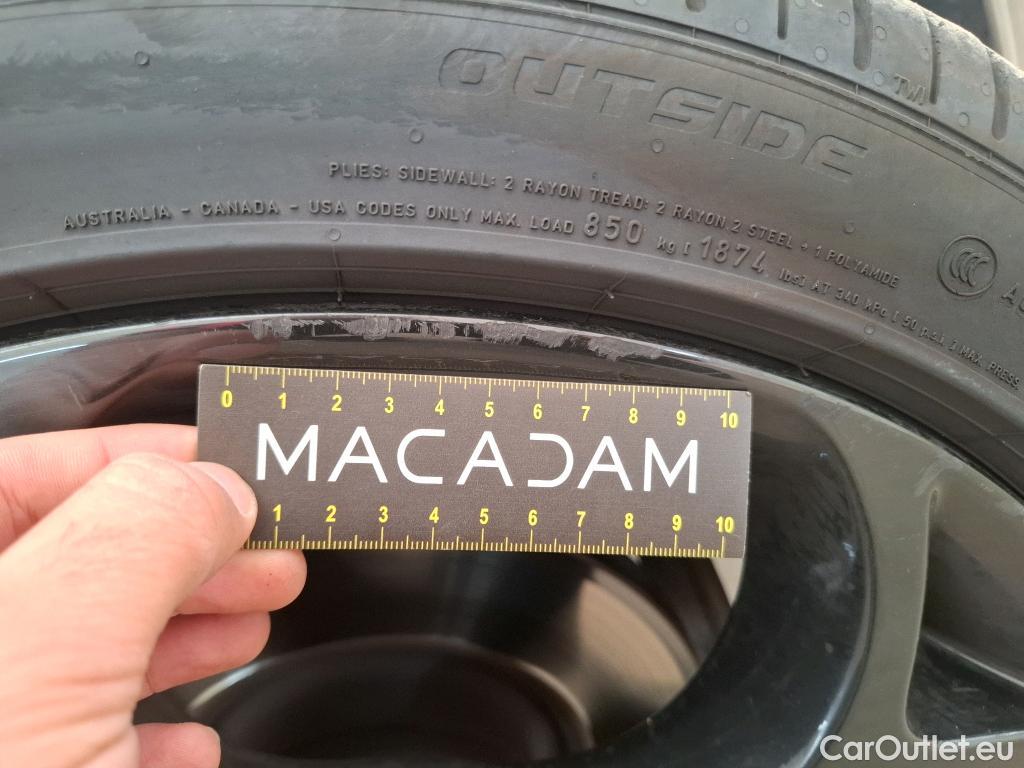 OUTSIDE
TWI
PLIES: SIDEWALL: 2 RAYON TREAD: 2 RAYON 2 STEEL + 1 POLYAMIDE
AUSTRALIA - CANADA - USA CODES ONLY MAX. LOAD 850 kg [ 1874 lbs] AT 340 kPa [ 50 p.s.i. ] MAX. PRESS.
CCC
0 1 2 3 4 5 6 7 8 9 10
MACADAM
1 2 3 4 5 6 7 8 9 10
CarOutlet.eu